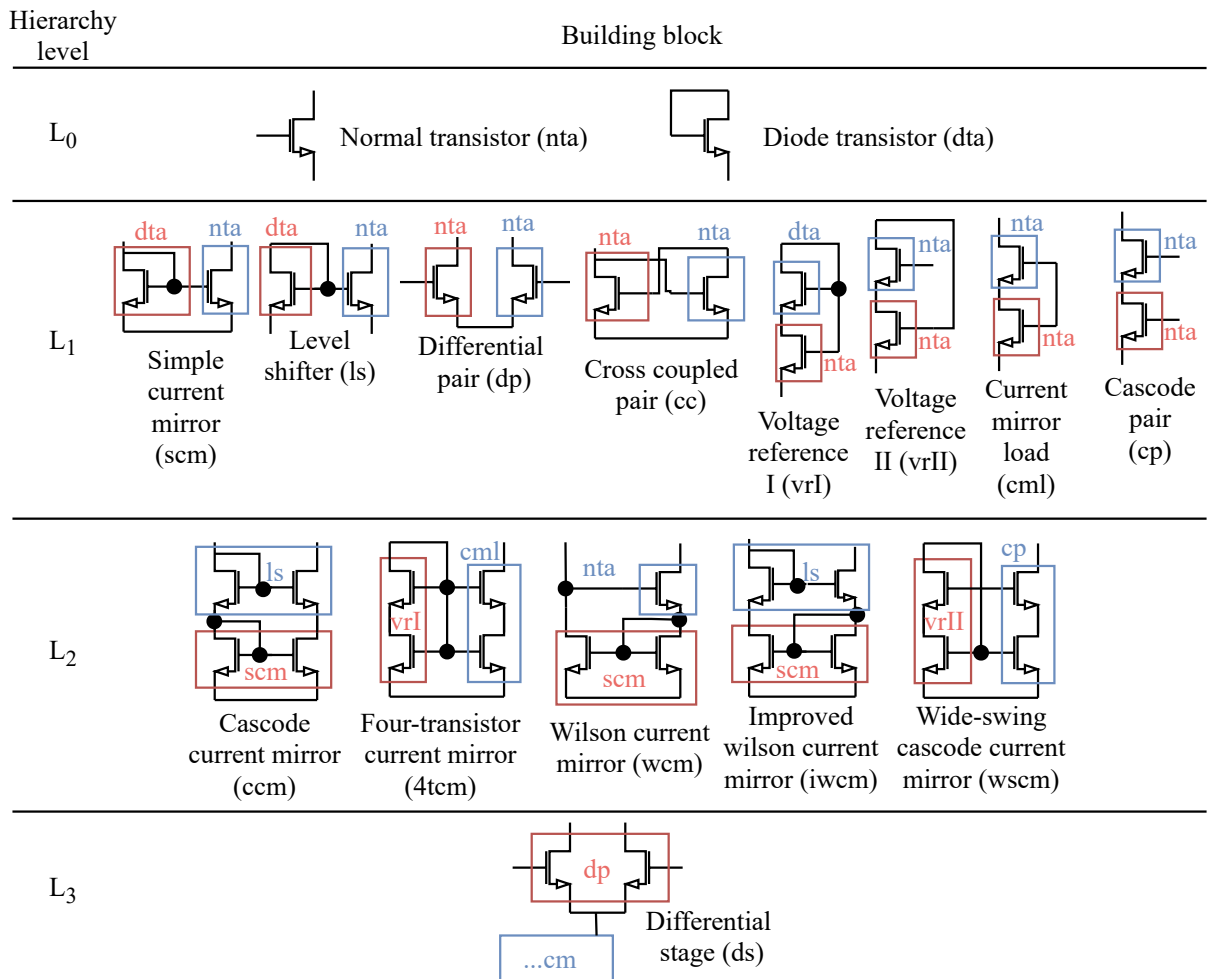 Hierarchy
level
Building block
L0
Normal transistor (nta)
Diode transistor (dta)
L1
dta
nta
Simple
current
mirror
(scm)
dta
nta
Level
shifter (ls)
nta
nta
Differential
pair (dp)
nta
nta
Cross coupled
pair (cc)
dta
nta
Voltage
reference
I (vrI)
nta
nta
Voltage
reference
II (vrII)
nta
nta
Current
mirror
load
(cml)
nta
nta
Cascode
pair
(cp)
L2
ls
scm
Cascode
current mirror
(ccm)
vrI
cml
Four-transistor
current mirror
(4tcm)
nta
scm
Wilson current
mirror (wcm)
ls
scm
Improved
wilson current
mirror (iwcm)
vrII
cp
Wide-swing
cascode current
mirror (wscm)
L3
dp
...cm
Differential
stage (ds)